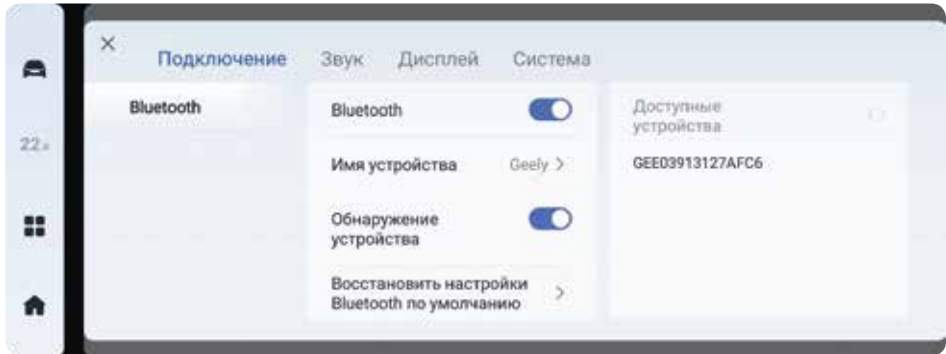 Подключение
Звук
Дисплей
Система
22
Bluetooth
Bluetooth
Имя устройства
Geely
Обнаружение
устройства
Восстановить настройки
Bluetooth по умолчанию
Доступные
устройства
GEE03913127AFC6